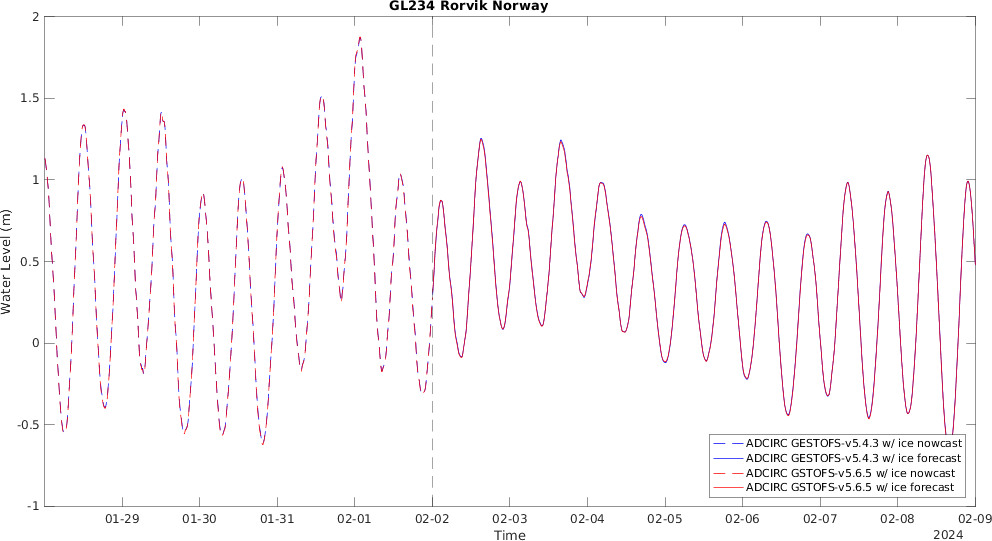 GL234 Rorvik Norway
2
1.5
1
0.5
0
-0.5
-1
Water Level (m)
ADCIRC GESTOFS-v5.4.3 w/ ice nowcast
ADCIRC GESTOFS-v5.4.3 w/ ice forecast
ADCIRC GSTOFS-v5.6.5 w/ ice nowcast
ADCIRC GSTOFS-v5.6.5 w/ ice forecast
01-29 01-30 01-31 02-01 02-02 02-03 02-04 02-05 02-06 02-07 02-08 02-09
Time
2024